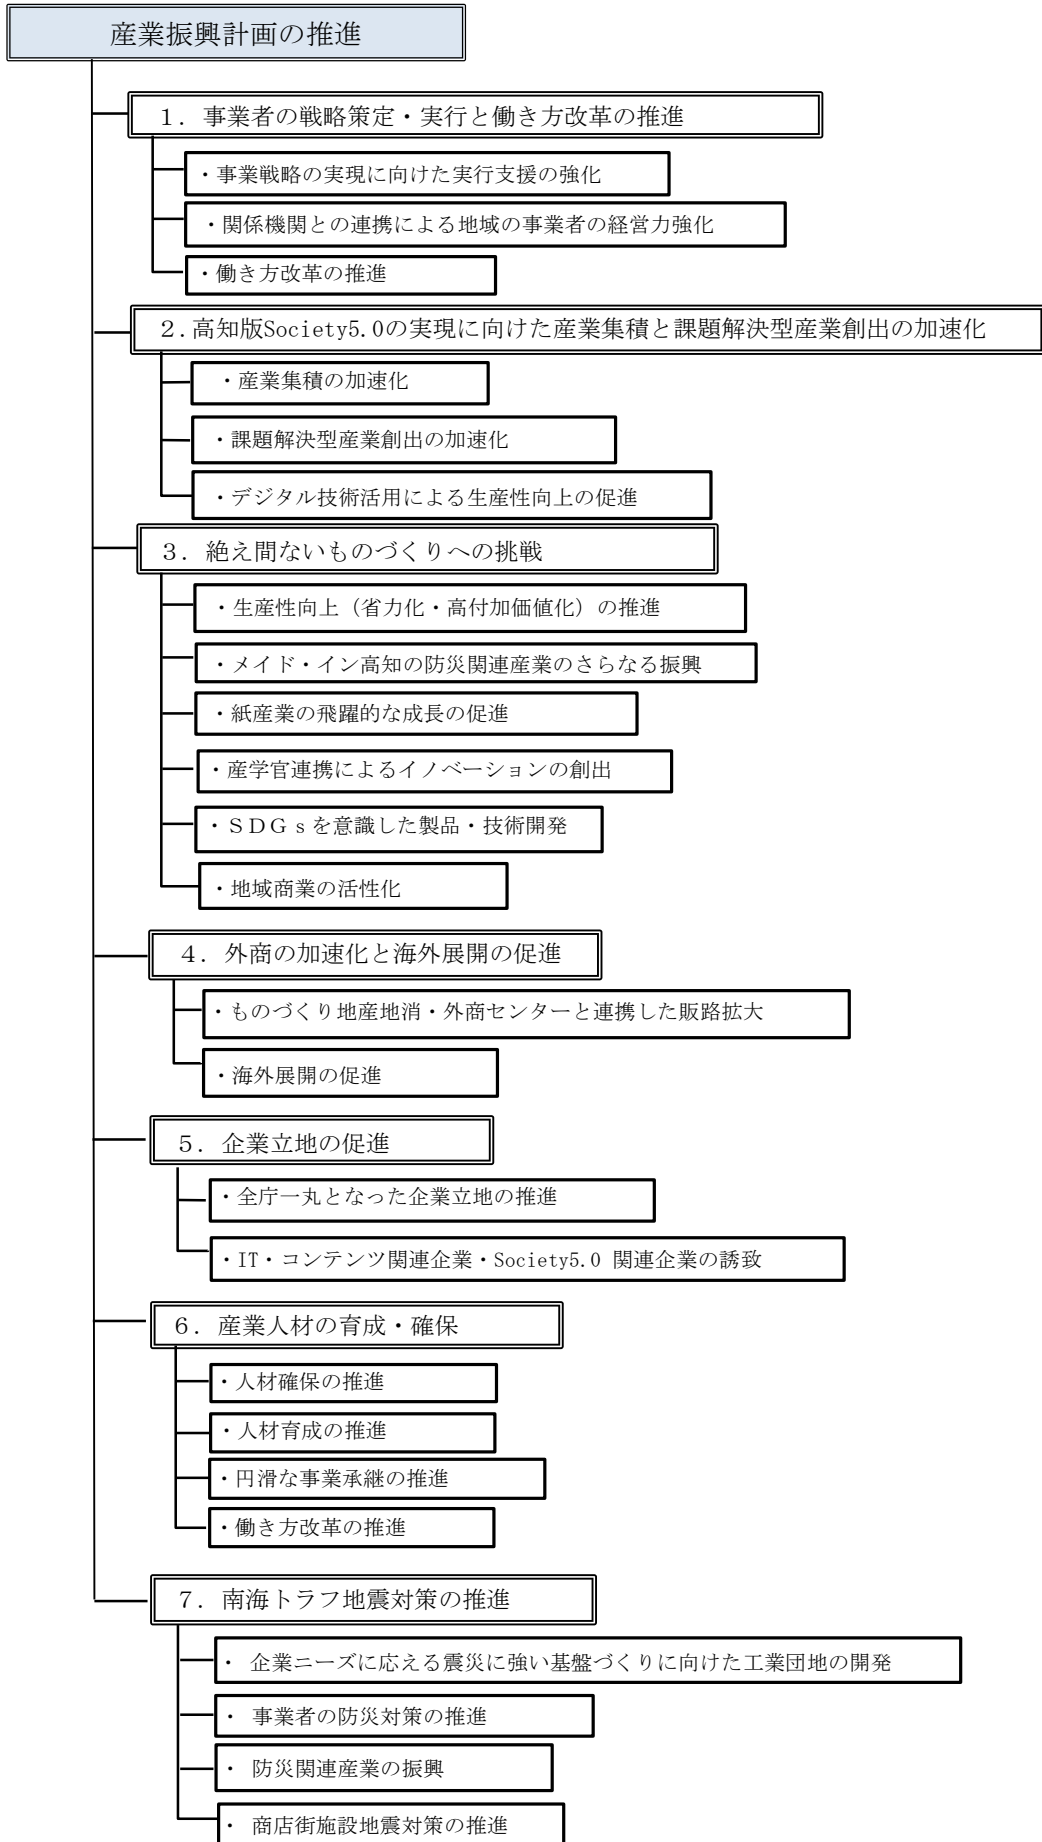 産業振興計画の推進
１．事業者の戦略策定・実行と働き方改革の推進
・事業戦略の実現に向けた実行支援の強化
・関係機関との連携による地域の事業者の経営力強化
・働き方改革の推進
２.高知版Society5.0の実現に向けた産業集積と課題解決型産業創出の加速化
・産業集積の加速化
・課題解決型産業創出の加速化
・デジタル技術活用による生産性向上の促進
３．絶え間ないものづくりへの挑戦
・生産性向上（省力化・高付加価値化）の推進
・メイド・イン高知の防災関連産業のさらなる振興
・紙産業の飛躍的な成長の促進
・産学官連携によるイノベーションの創出
・ＳＤＧｓを意識した製品・技術開発
・地域商業の活性化
４．外商の加速化と海外展開の促進
・ものづくり地産地消・外商センターと連携した販路拡大
・海外展開の促進
５．企業立地の促進
・全庁一丸となった企業立地の推進
・IT・コンテンツ関連企業・Society5.0 関連企業の誘致
６．産業人材の育成・確保
・人材確保の推進
・人材育成の推進
・円滑な事業承継の推進
・働き方改革の推進
７．南海トラフ地震対策の推進
・ 企業ニーズに応える震災に強い基盤づくりに向けた工業団地の開発
・ 事業者の防災対策の推進
・ 防災関連産業の振興
・ 商店街施設地震対策の推進